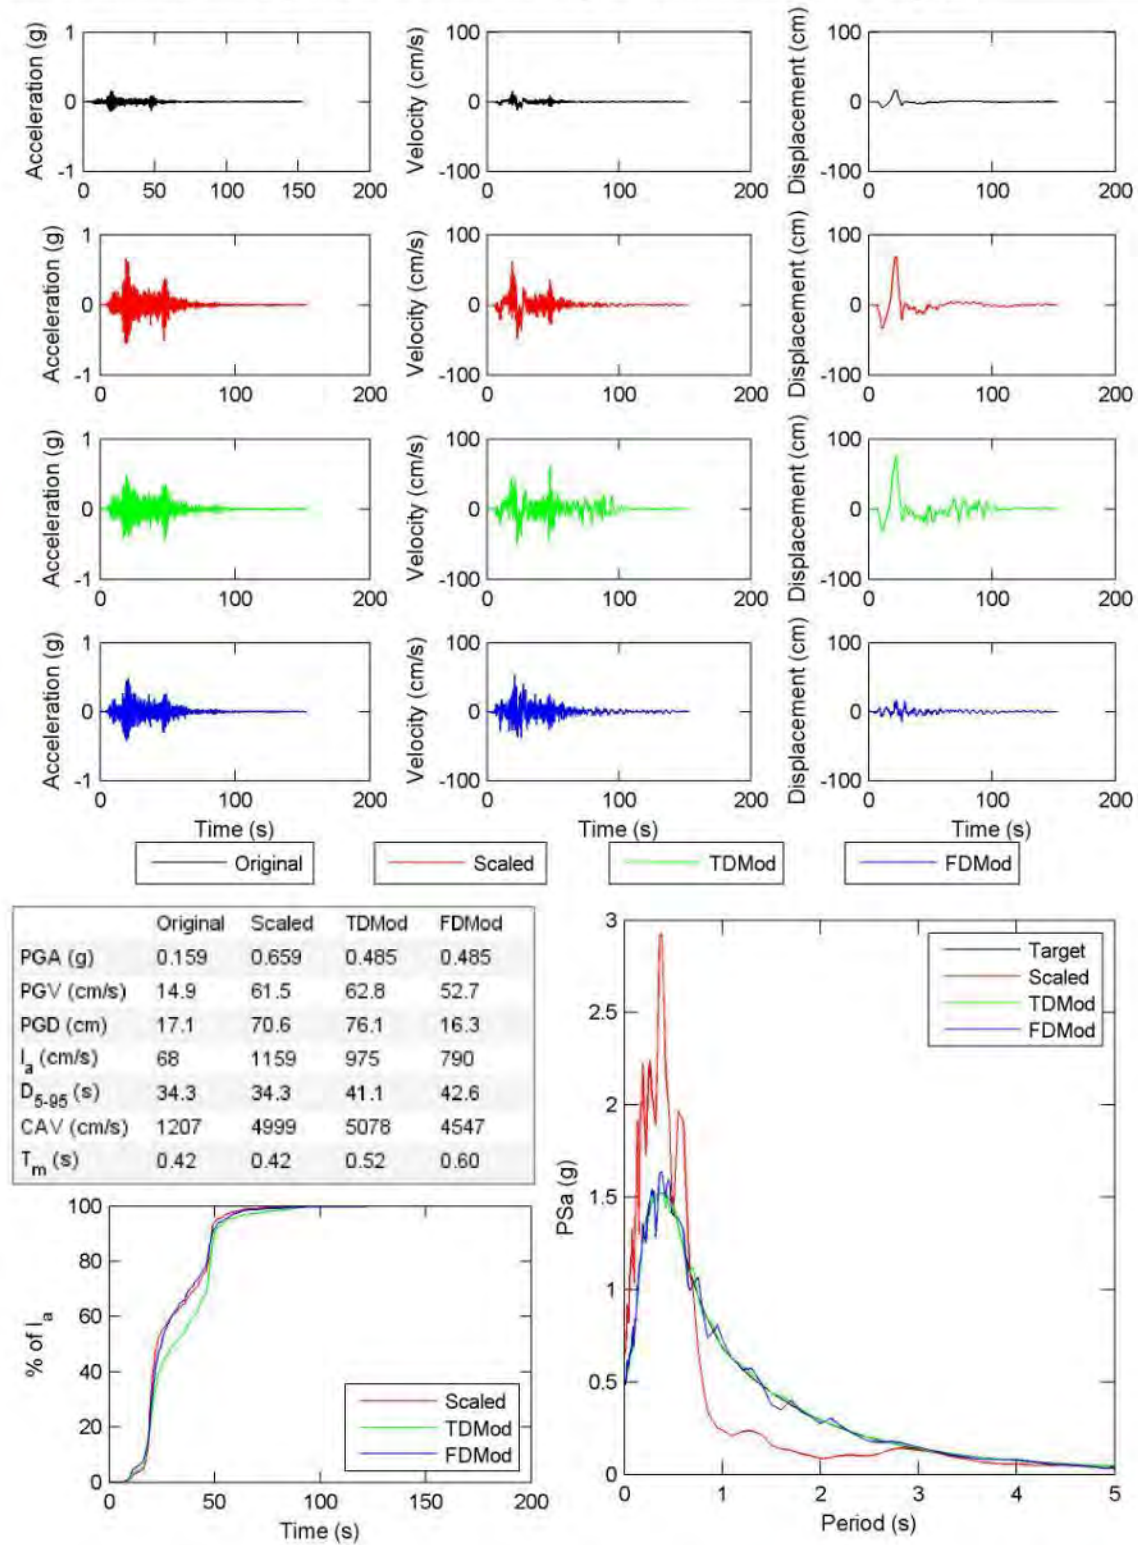 Acceleration (g)
1
0
-1
0 50 100 150 200
Velocity (cm/s)
100
0
-100
0 100 200
Displacement (cm)
100
0
-100
0 100 200
Acceleration (g)
1
0
-1
0 100 200
Velocity (cm/s)
100
0
-100
0 100 200
Displacement (cm)
100
0
-100
0 100 200
Acceleration (g)
1
0
-1
0 100 200
Velocity (cm/s)
100
0
-100
0 100 200
Displacement (cm)
100
0
-100
0 100 200
Acceleration (g)
1
0
-1
0 100 200
Time (s)
Velocity (cm/s)
100
0
-100
0 100 200
Time (s)
Displacement (cm)
100
0
-100
0 100 200
Time (s)
Original Scaled TDMod FDMod
Original Scaled TDMod FDMod
PGA (g) 0.159 0.659 0.485 0.485
PGV (cm/s) 14.9 61.5 62.8 52.7
PGD (cm) 17.1 70.6 76.1 16.3
Ia (cm/s) 68 1159 975 790
D5-95 (s) 34.3 34.3 41.1 42.6
CAV (cm/s) 1207 4999 5078 4547
Tm (s) 0.42 0.42 0.52 0.60
% of Ia
100
80
60
40
20
0
0 50 100 150 200
Time (s)
Scaled
TDMod
FDMod
PSa (g)
3
2.5
2
1.5
1
0.5
0
0 1 2 3 4 5
Period (s)
Target
Scaled
TDMod
FDMod